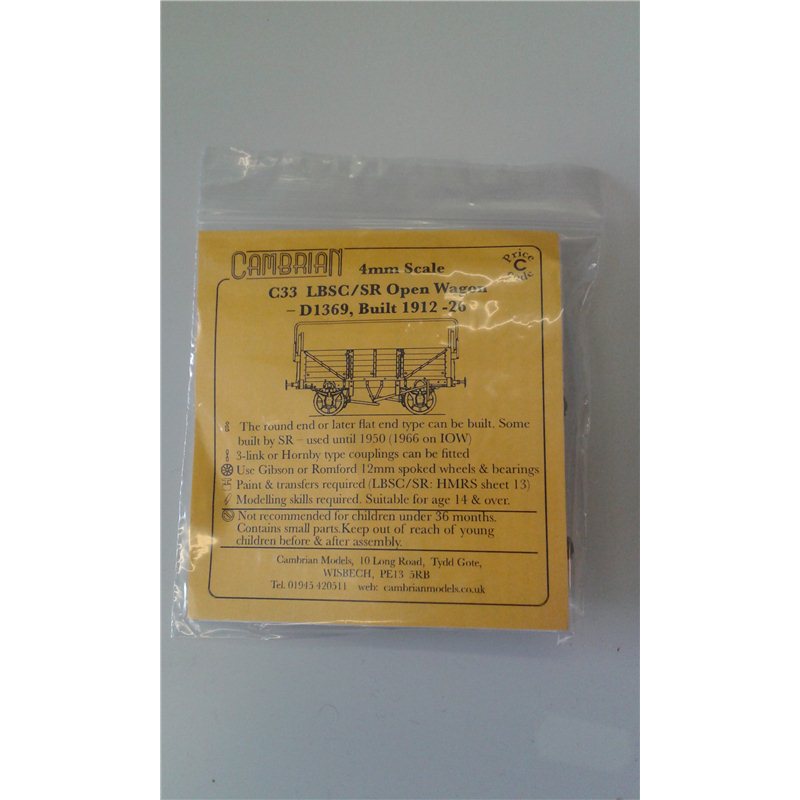 CAMBRIAN 4mm Scale
Price C Code
C33 LBSC/SR Open Wagon
– D1369, Built 1912 -26
The round end or later flat end type can be built. Some
built by SR – used until 1950 (1966 on IOW)
3-link or Hornby type couplings can be fitted
Use Gibson or Romford 12mm spoked wheels & bearings
Paint & transfers required (LBSC/SR: HMRS sheet 13)
Modelling skills required. Suitable for age 14 & over.
Not recommended for children under 36 months.
Contains small parts.Keep out of reach of young
children before & after assembly.
Cambrian Models, 10 Long Road, Tydd Gote,
WISBECH, PE13 5RB
Tel. 01945 420511 web: cambrianmodels.co.uk